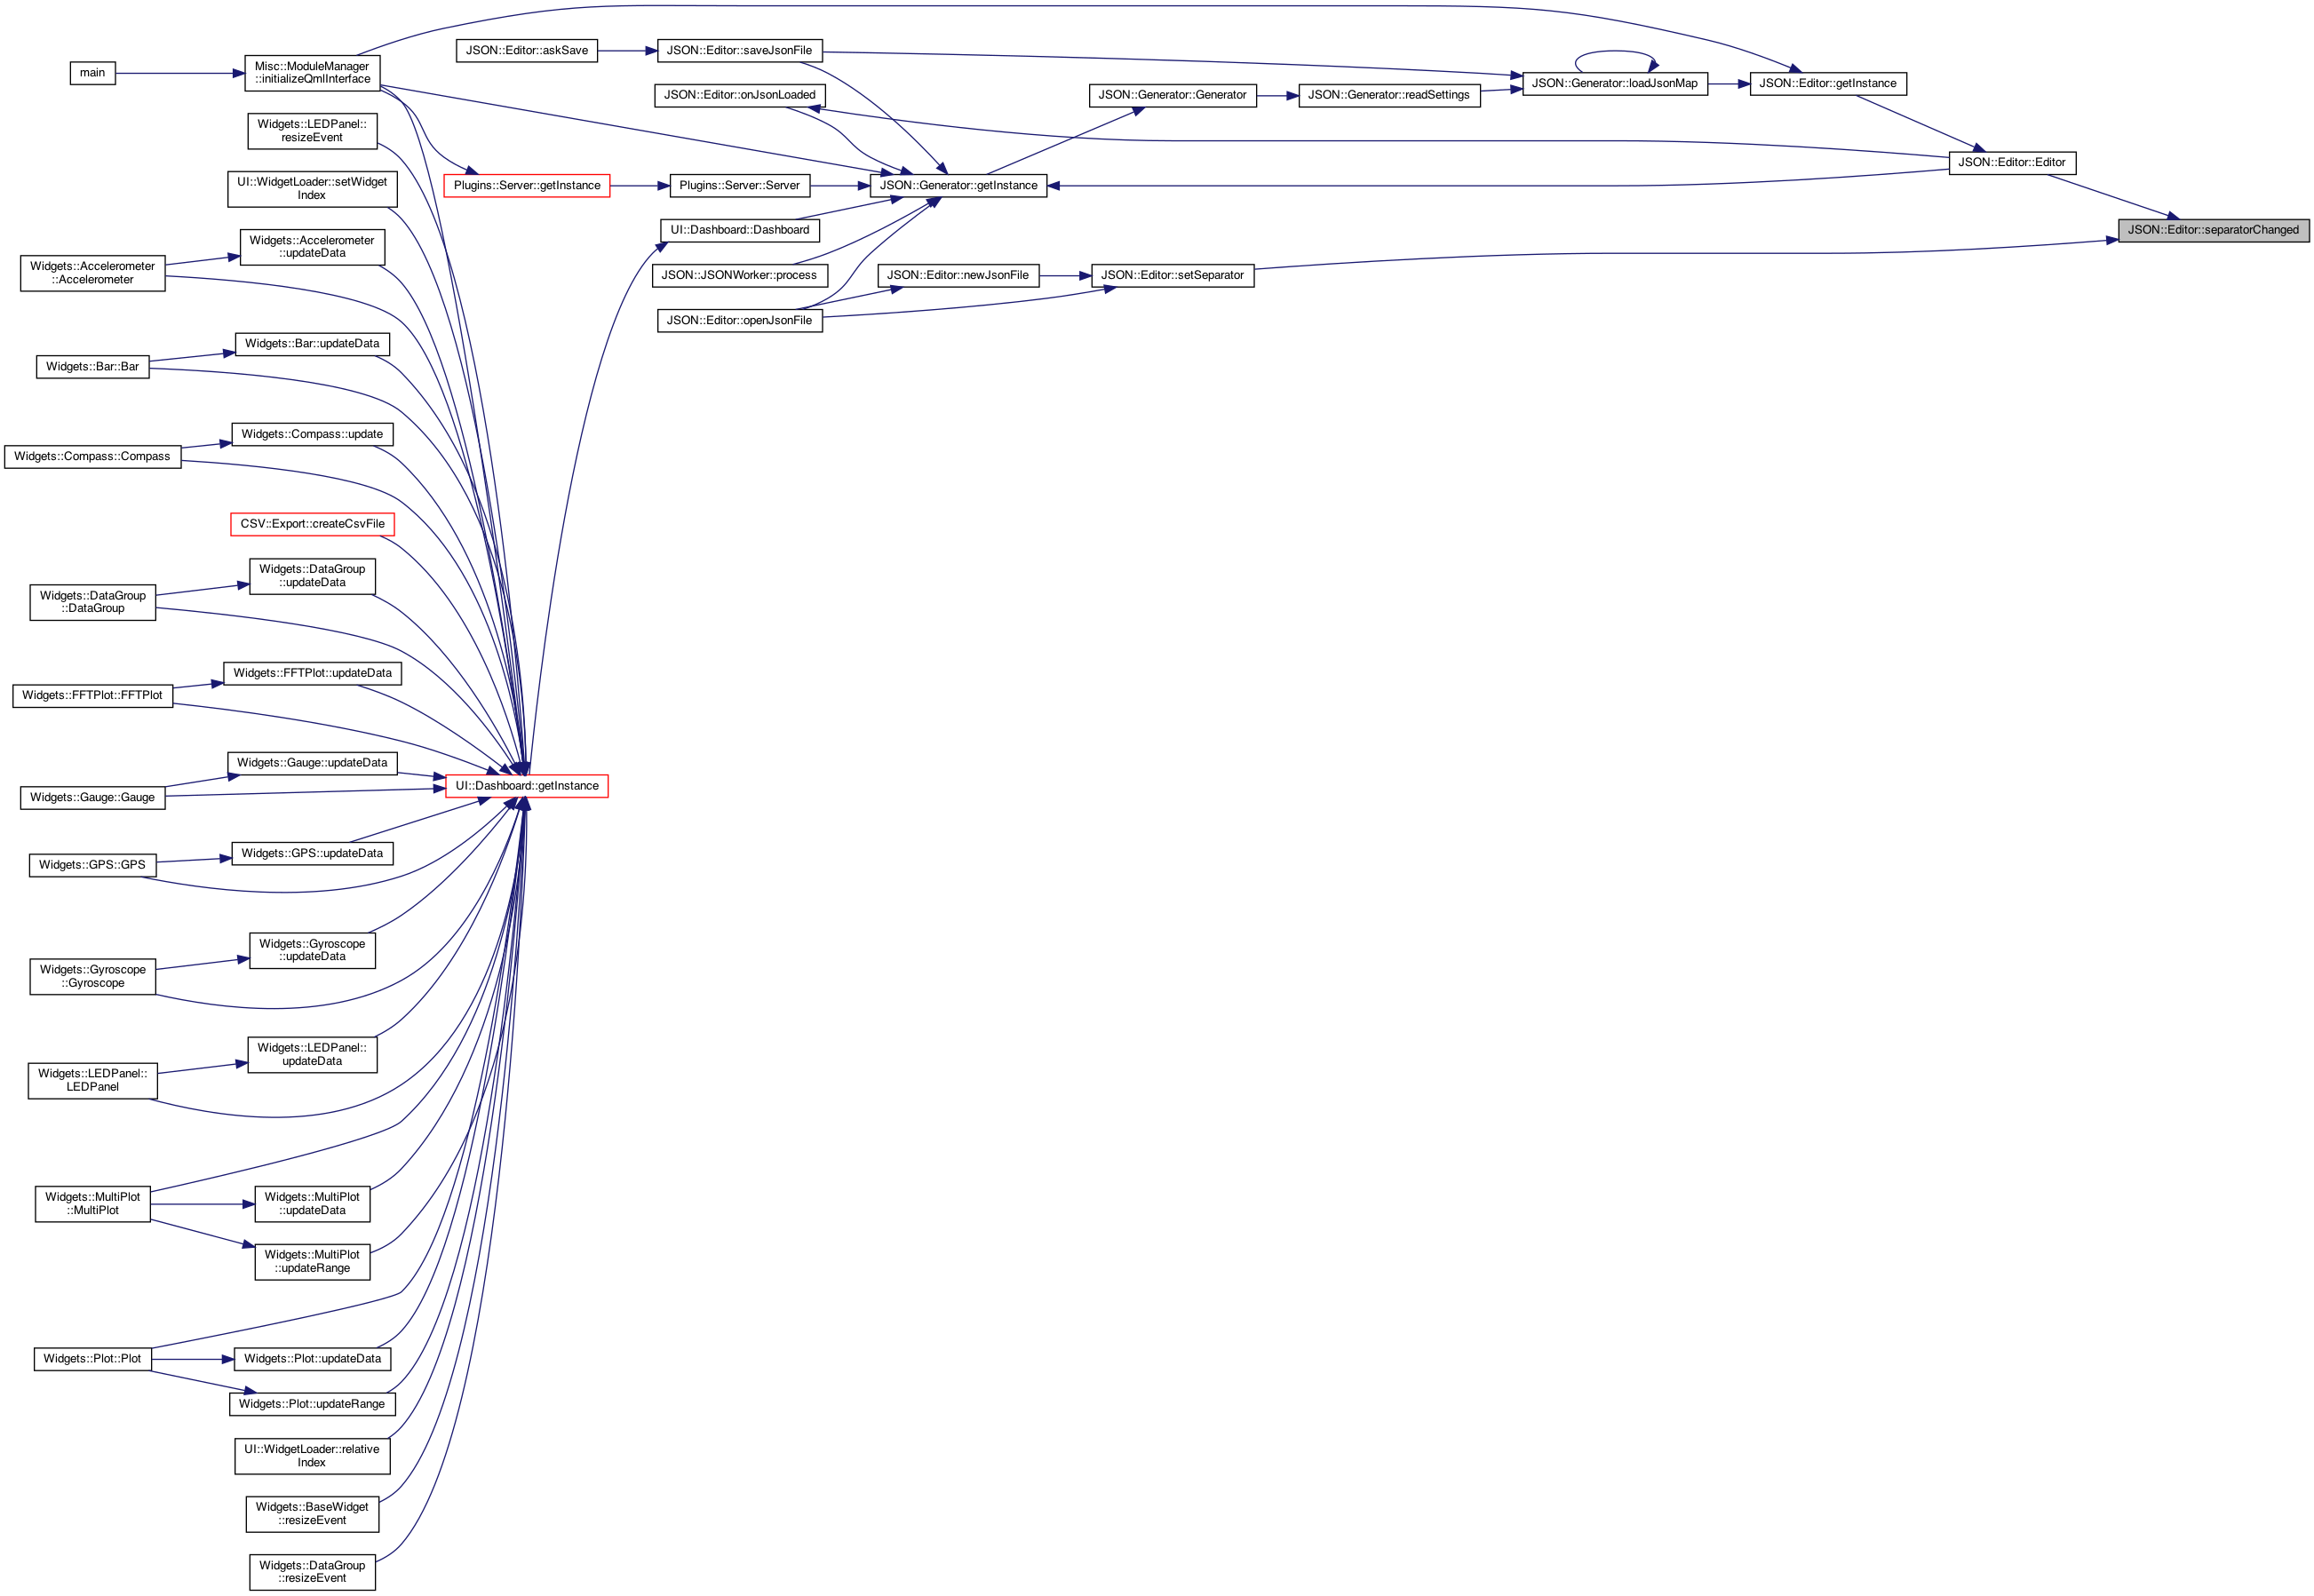 JSON::Editor::askSave
JSON::Editor::saveJsonFile
main
Misc::ModuleManager
::initializeQmlInterface
JSON::Generator::loadJsonMap
JSON::Editor::getInstance
JSON::Editor::onJsonLoaded
JSON::Generator::Generator
JSON::Generator::readSettings
Widgets::LEDPanel::
resizeEvent
JSON::Editor::Editor
UI::WidgetLoader::setWidget
Index
Plugins::Server::getInstance
Plugins::Server::Server
JSON::Generator::getInstance
UI::Dashboard::Dashboard
JSON::Editor::separatorChanged
Widgets::Accelerometer
::updateData
Widgets::Accelerometer
::Accelerometer
JSON::JSONWorker::process
JSON::Editor::newJsonFile
JSON::Editor::setSeparator
JSON::Editor::openJsonFile
Widgets::Bar::updateData
Widgets::Bar::Bar
Widgets::Compass::update
Widgets::Compass::Compass
CSV::Export::createCsvFile
Widgets::DataGroup
::updateData
Widgets::DataGroup
::DataGroup
Widgets::FFTPlot::updateData
Widgets::FFTPlot::FFTPlot
Widgets::Gauge::updateData
Widgets::Gauge::Gauge
UI::Dashboard::getInstance
Widgets::GPS::updateData
Widgets::GPS::GPS
Widgets::Gyroscope
::updateData
Widgets::Gyroscope
::Gyroscope
Widgets::LEDPanel::
updateData
Widgets::LEDPanel::
LEDPanel
Widgets::MultiPlot
::MultiPlot
Widgets::MultiPlot
::updateData
Widgets::MultiPlot
::updateRange
Widgets::Plot::Plot
Widgets::Plot::updateData
Widgets::Plot::updateRange
UI::WidgetLoader::relative
Index
Widgets::BaseWidget
::resizeEvent
Widgets::DataGroup
::resizeEvent